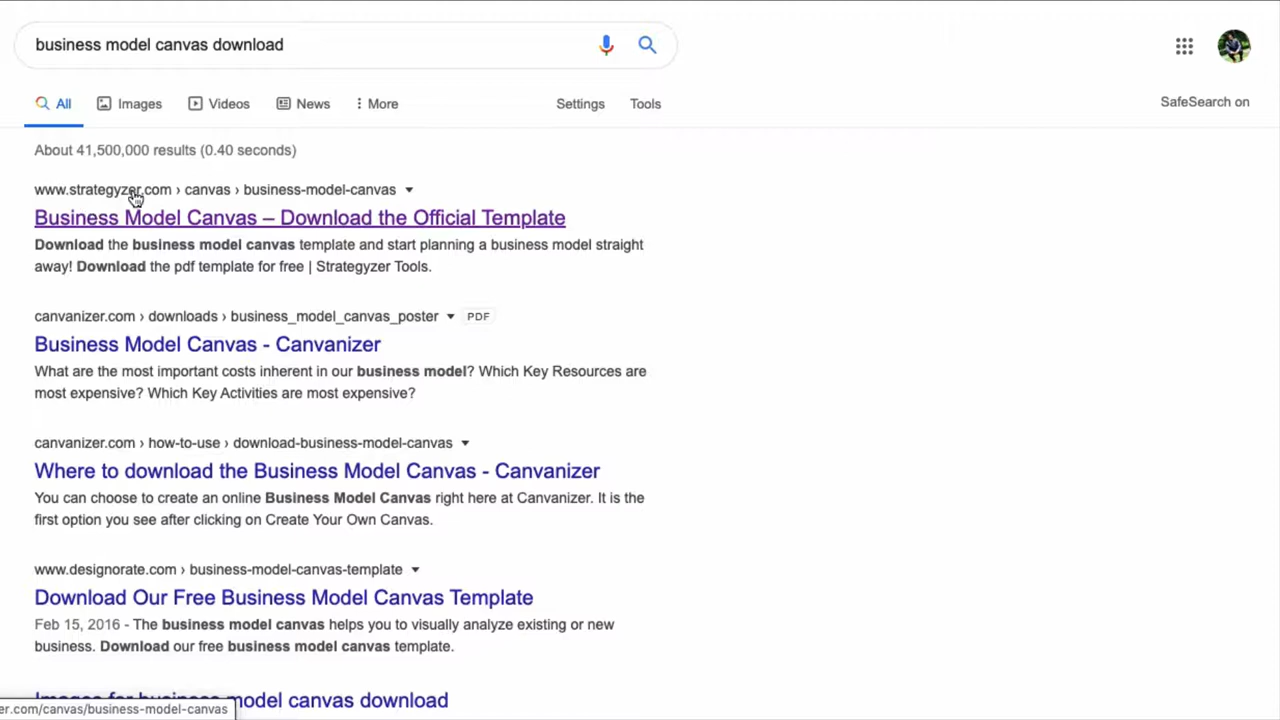 business model canvas download
All Images Videos News More Settings Tools SafeSearch on
About 41,500,000 results (0.40 seconds)
www.strategyzer.com › canvas › business-model-canvas
Business Model Canvas – Download the Official Template
Download the business model canvas template and start planning a business model straight
away! Download the pdf template for free | Strategyzer Tools.
canvanizer.com › downloads › business_model_canvas_poster PDF
Business Model Canvas - Canvanizer
What are the most important costs inherent in our business model? Which Key Resources are
most expensive? Which Key Activities are most expensive?
canvanizer.com › how-to-use › download-business-model-canvas
Where to download the Business Model Canvas - Canvanizer
You can choose to create an online Business Model Canvas right here at Canvanizer. It is the
first option you see after clicking on Create Your Own Canvas.
www.designorate.com › business-model-canvas-template
Download Our Free Business Model Canvas Template
Feb 15, 2016 - The business model canvas helps you to visually analyze existing or new
business. Download our free business model canvas template.
Images for business model canvas download
er.com/canvas/business-model-canvas